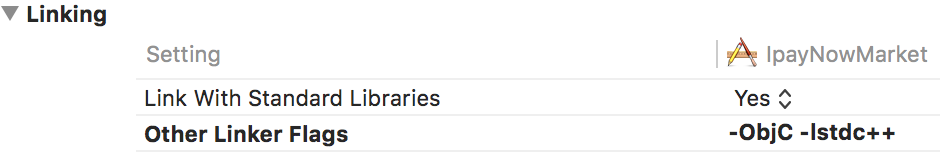 Linking
Setting IpayNowMarket
Link With Standard Libraries Yes
Other Linker Flags -ObjC -lstdc++